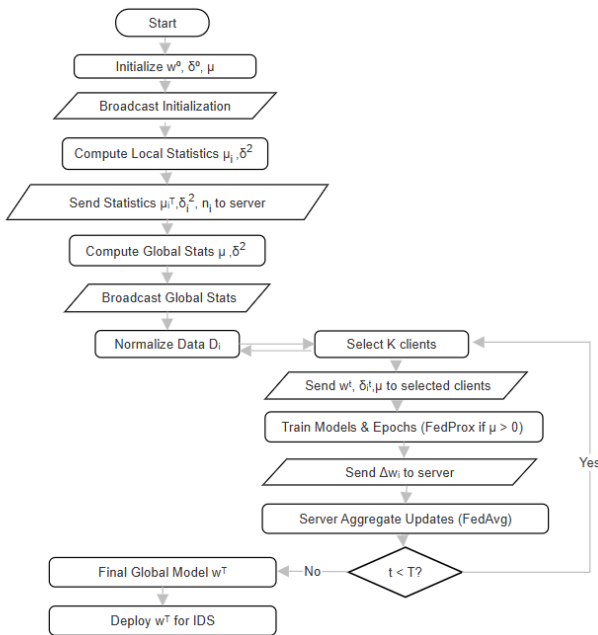 Start
Initialize w⁰, δ⁰, μ
Broadcast Initialization
Compute Local Statistics μᵢ ,δ²
Send Statistics μᵢᵀ,δᵢ², nᵢ to server
Compute Global Stats μ ,δ²
Broadcast Global Stats
Normalize Data Dᵢ
Select K clients
Send wᵗ, δᵢᵗ,μ to selected clients
Train Models & Epochs (FedProx if μ > 0)
Send Δwᵢ to server
Yes
Server Aggregate Updates (FedAvg)
Final Global Model wᵀ
No
t < T?
Deploy wᵀ for IDS